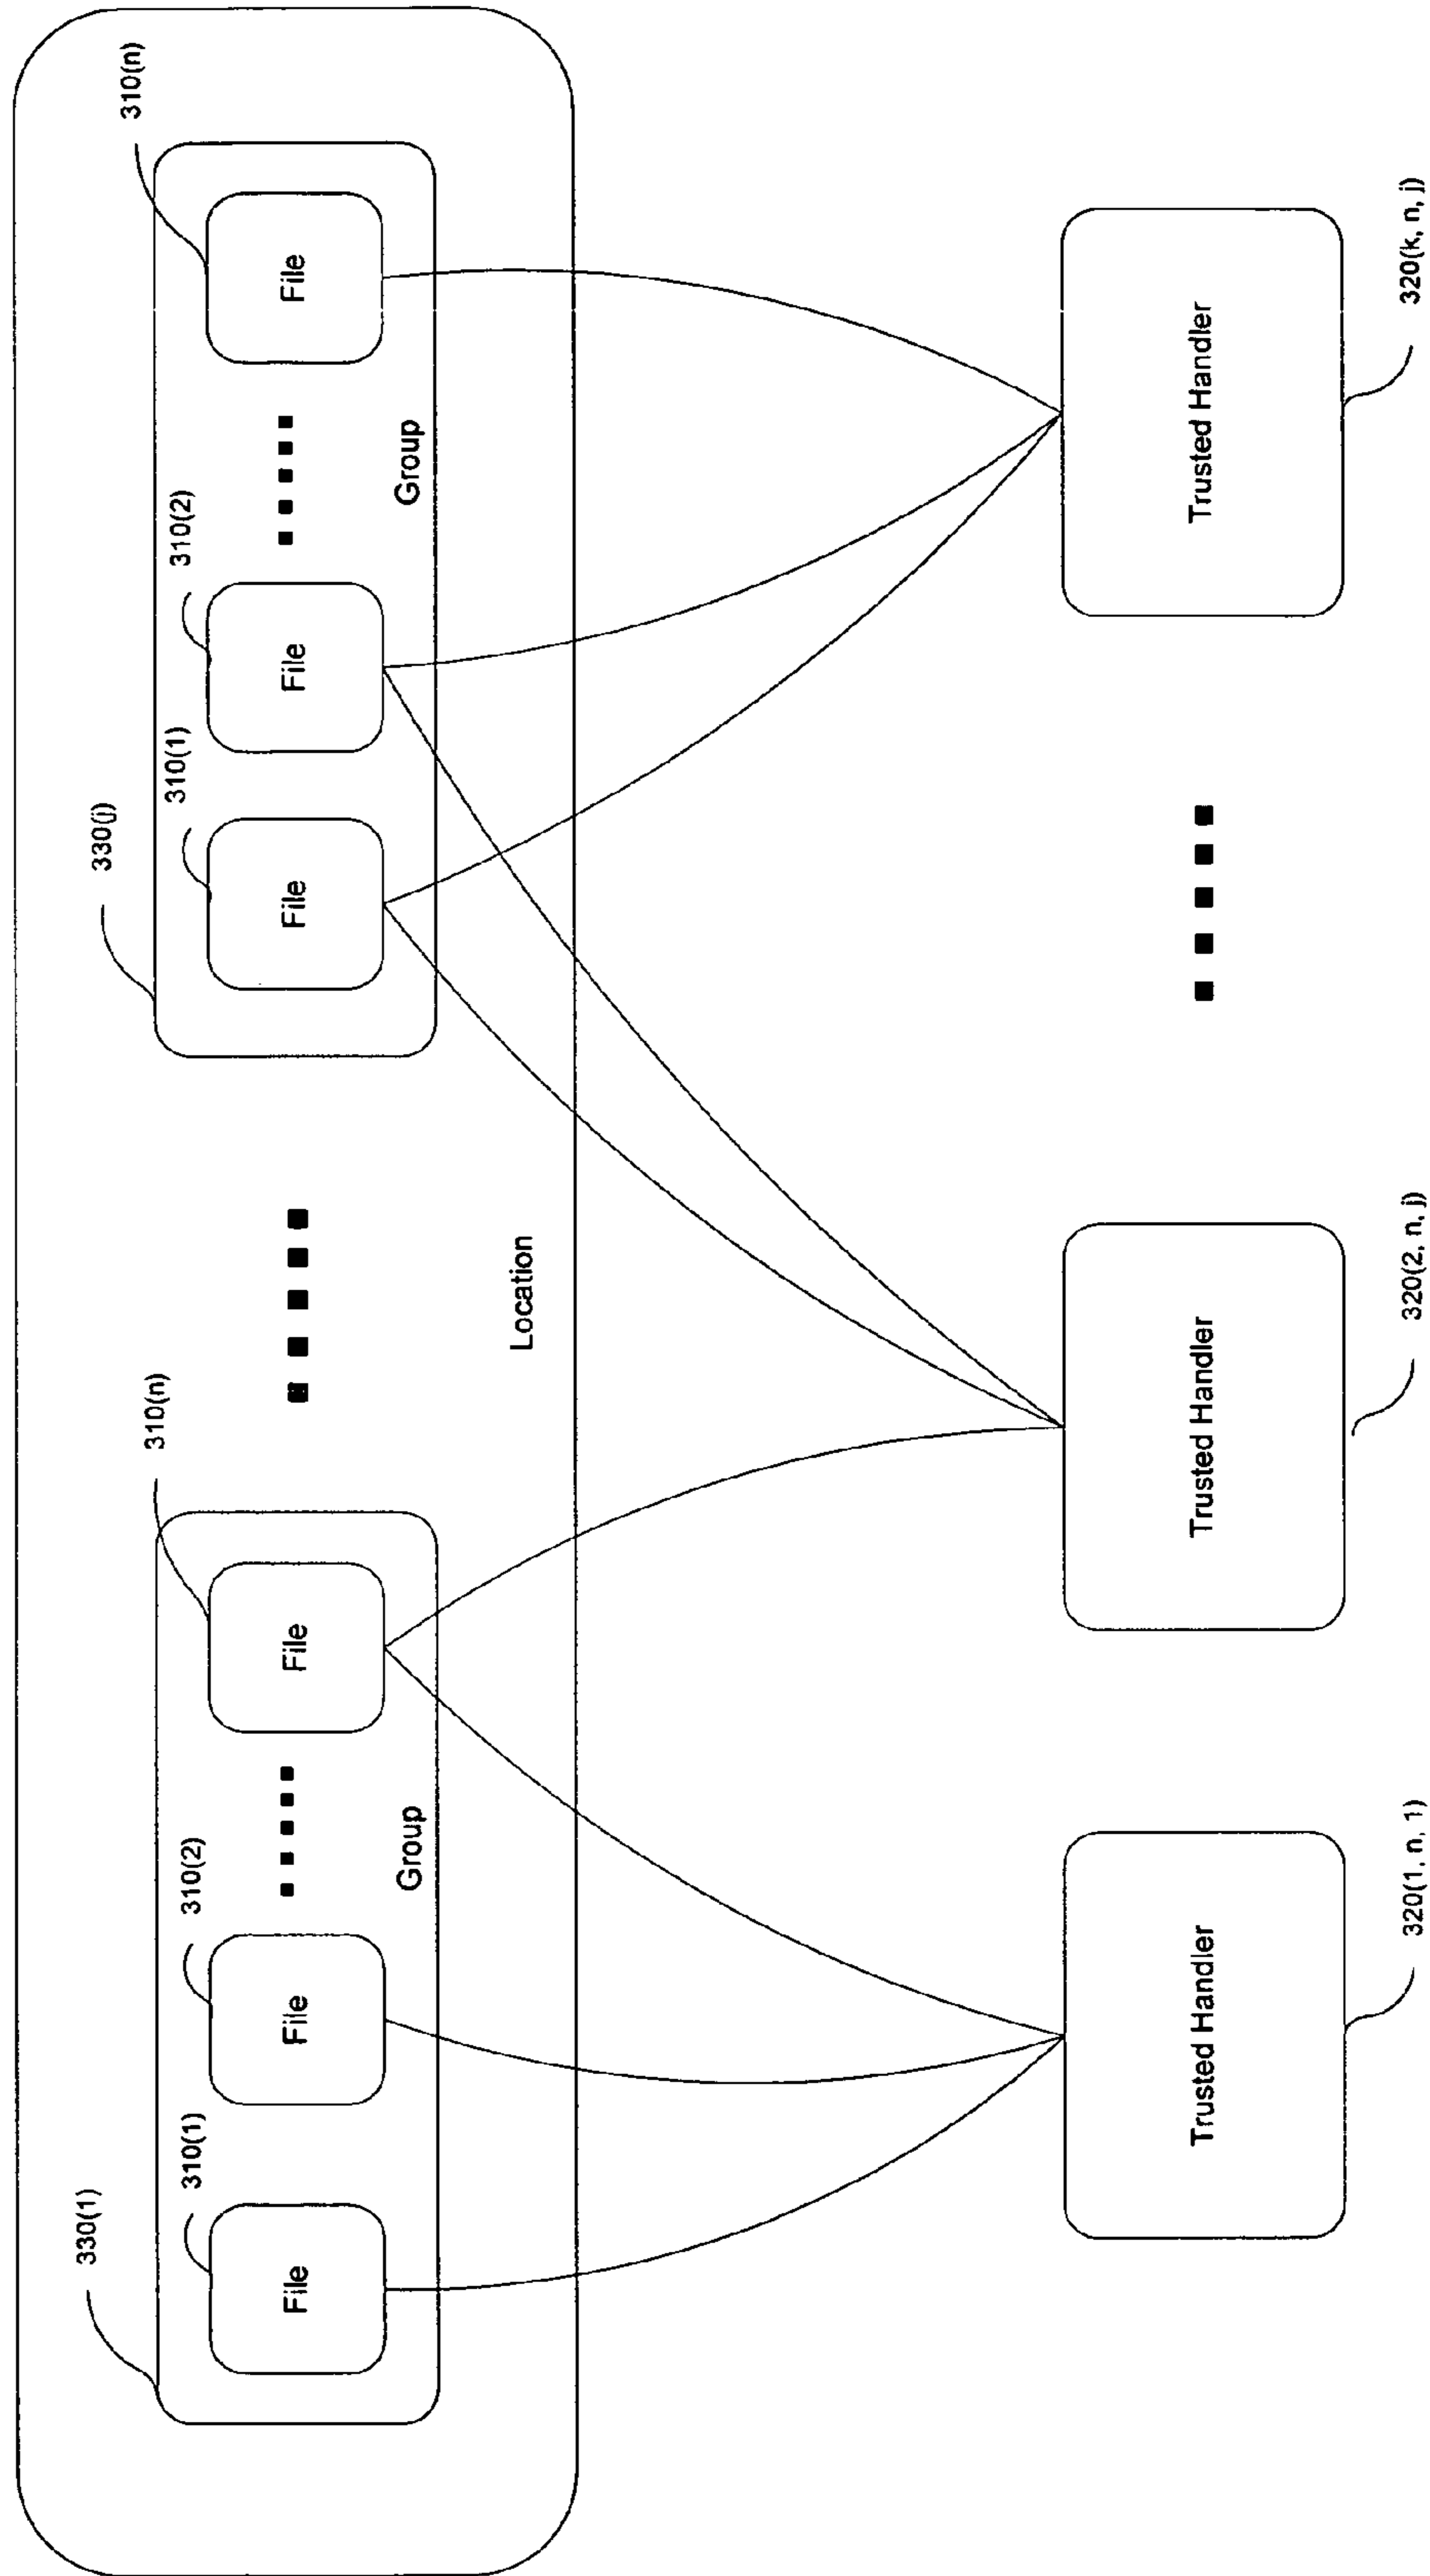 330(1)
310(1)
310(2)
310(n)
330(j)
310(1)
310(2)
310(n)
File
File
File
File
File
File
Group
Group
Location
Trusted Handler
Trusted Handler
Trusted Handler
320(1, n, 1)
320(2, n, j)
320(k, n, j)